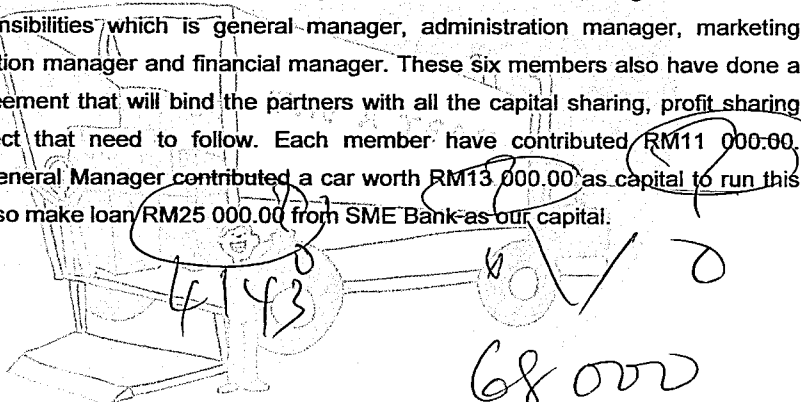 nsibilities which is general manager, administration manager, marketing
tion manager and financial manager. These six members also have done a
eement that will bind the partners with all the capital sharing, profit sharing
ect that need to follow. Each member have contributed RM11 000.00.
eneral Manager contributed a car worth RM13 000.00 as capital to run this
so make loan RM25 000.00 from SME Bank as our capital.
68 000